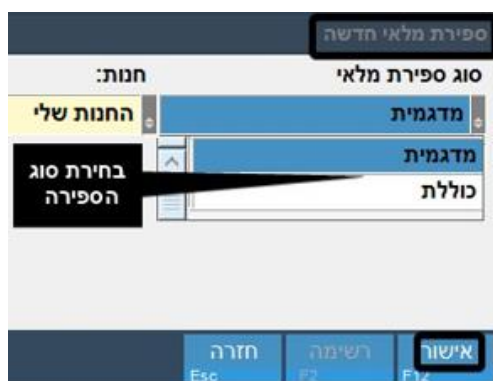 ספירת מלאי חדשה
סוג ספירת מלאי
חנות:
מדגמית
החנות שלי
מדגמית
כוללת
בחירת סוג
הספירה
אישור
F12
רשימה
F2
חזרה
Esc